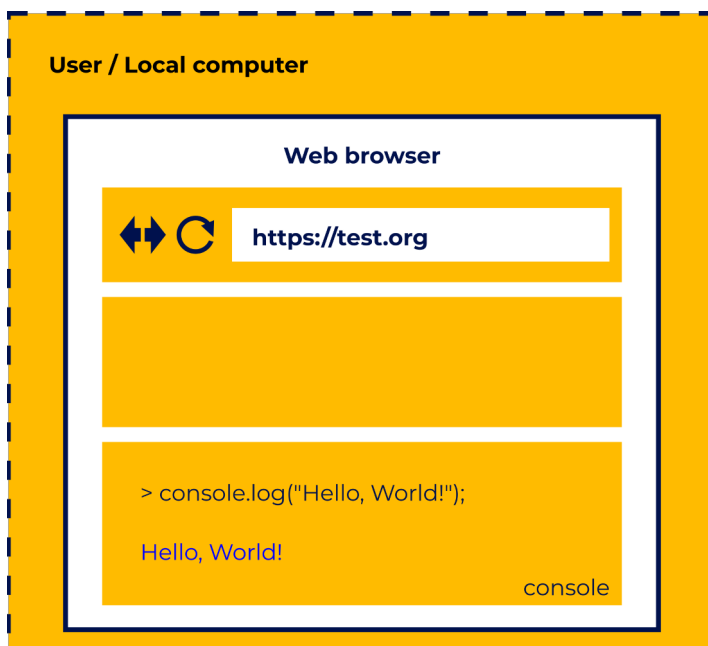 User / Local computer
Web browser
https://test.org
> console.log("Hello, World!");
Hello, World!
console